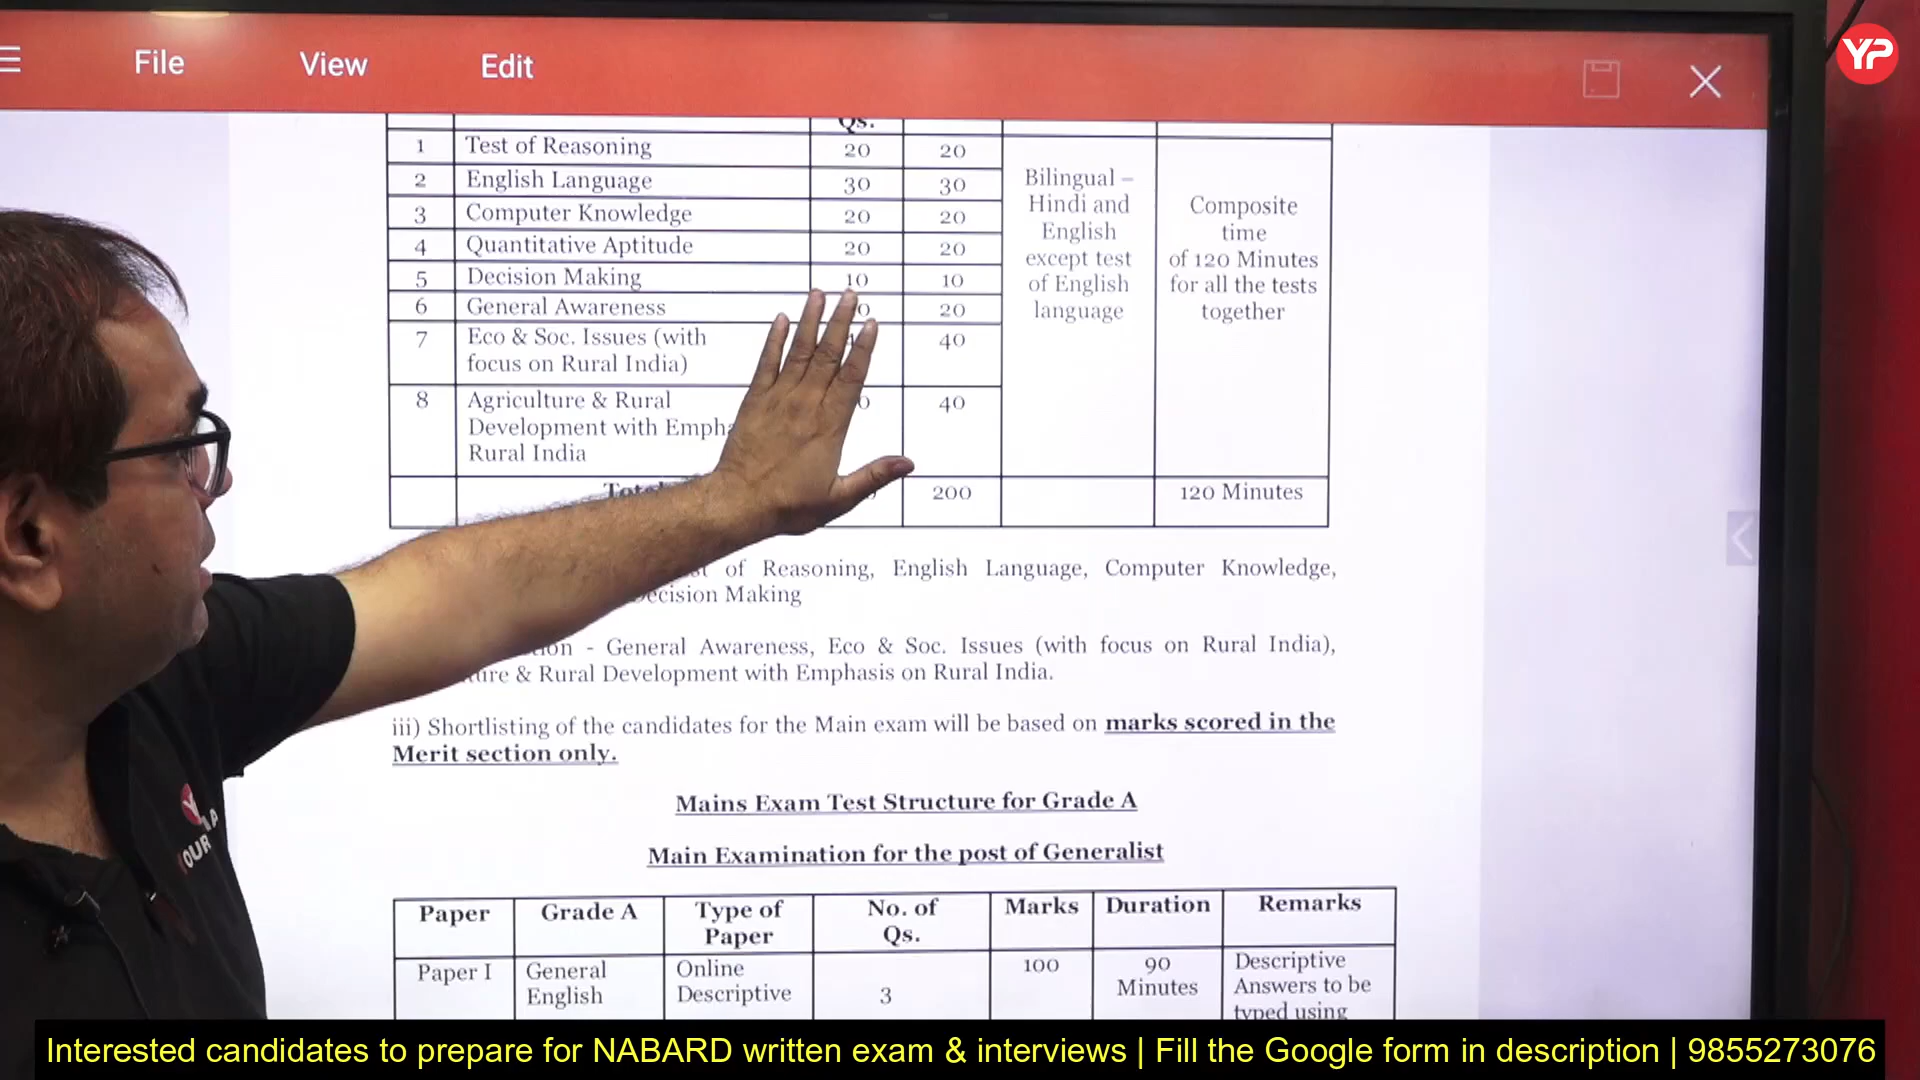 File View Edit
YP
Qs.
1 Test of Reasoning 20 20
2 English Language 30 30
3 Computer Knowledge 20 20
4 Quantitative Aptitude 20 20
5 Decision Making 10 10
6 General Awareness 20
7 Eco & Soc. Issues (with focus on Rural India) 40
8 Agriculture & Rural Development with Rural India 40
Bilingual –
Hindi and
English
except test
of English
language
Composite
time
of 120 Minutes
for all the tests
together
200 120 Minutes
of Reasoning, English Language, Computer Knowledge,
Decision Making
- General Awareness, Eco & Soc. Issues (with focus on Rural India),
& Rural Development with Emphasis on Rural India.
iii) Shortlisting of the candidates for the Main exam will be based on marks scored in the
Merit section only.
Mains Exam Test Structure for Grade A
Main Examination for the post of Generalist
Paper Grade A Type of Paper No. of Qs. Marks Duration Remarks
Paper I General English Online Descriptive 3 100 90 Minutes Descriptive Answers to be typed using
Interested candidates to prepare for NABARD written exam & interviews | Fill the Google form in description | 9855273076